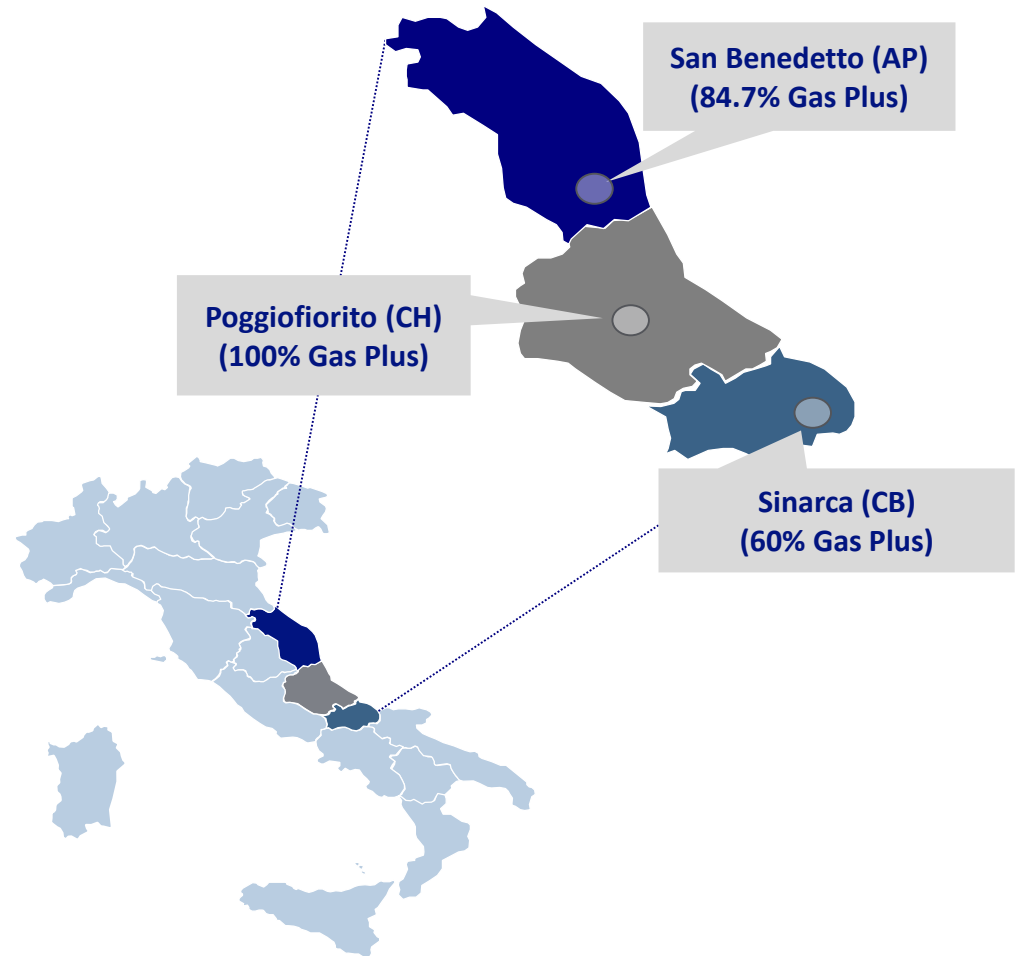 San Benedetto (AP)
(84.7% Gas Plus)
Poggiofiorito (CH)
(100% Gas Plus)
Sinarca (CB)
(60% Gas Plus)